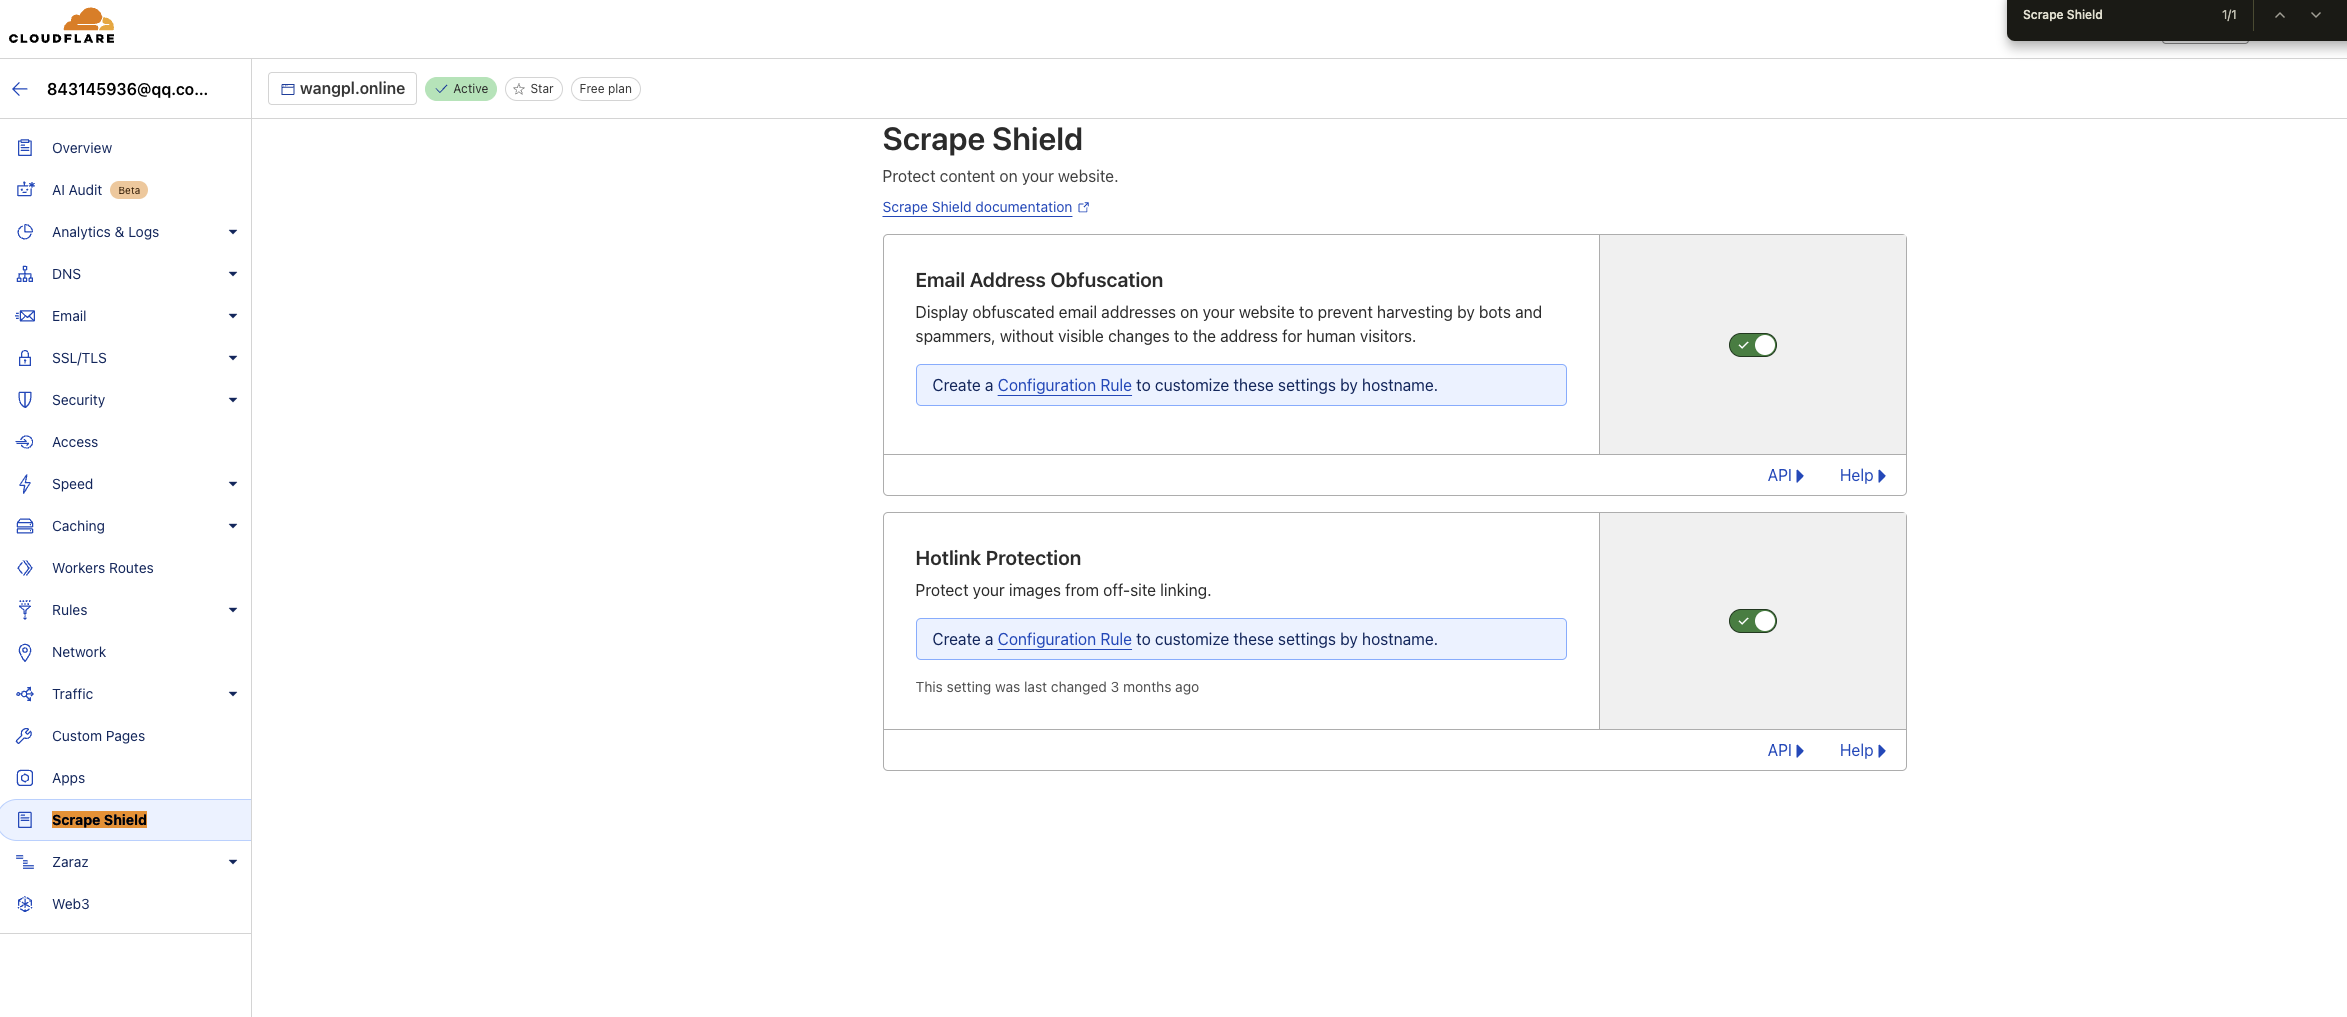 CLOUDFLARE
Scrape Shield 1/1
843145936@qq.co...
wangpl.online Active Star Free plan
Overview
AI Audit Beta
Analytics & Logs
DNS
Email
SSL/TLS
Security
Access
Speed
Caching
Workers Routes
Rules
Network
Traffic
Custom Pages
Apps
Scrape Shield
Zaraz
Web3
Scrape Shield
Protect content on your website.
Scrape Shield documentation
Email Address Obfuscation
Display obfuscated email addresses on your website to prevent harvesting by bots and
spammers, without visible changes to the address for human visitors.
Create a Configuration Rule to customize these settings by hostname.
API Help
Hotlink Protection
Protect your images from off-site linking.
Create a Configuration Rule to customize these settings by hostname.
This setting was last changed 3 months ago
API Help